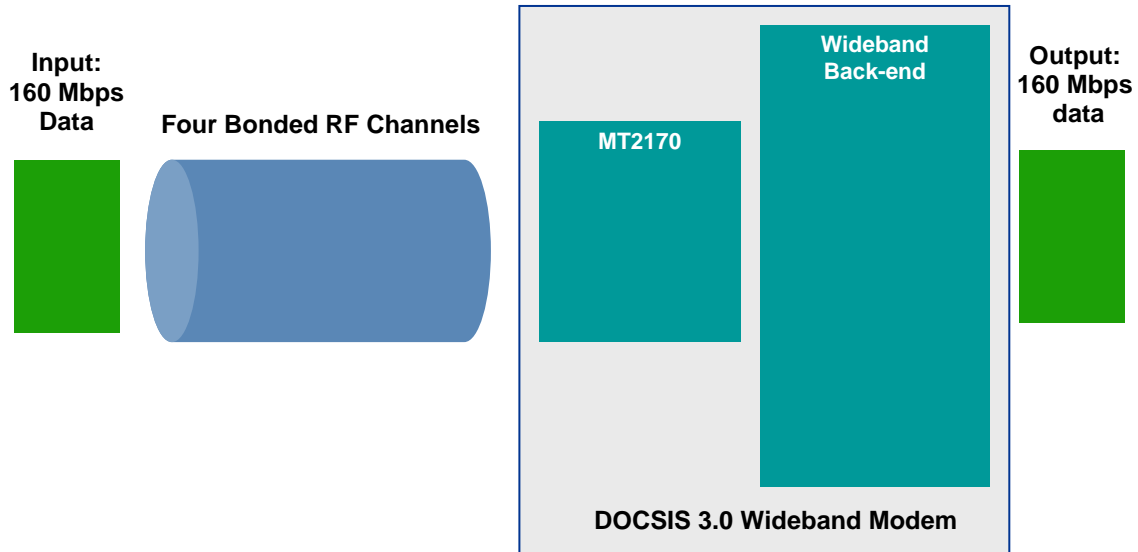 Input:
160 Mbps
Data
Four Bonded RF Channels
MT2170
Wideband
Back-end
Output:
160 Mbps
data
DOCSIS 3.0 Wideband Modem